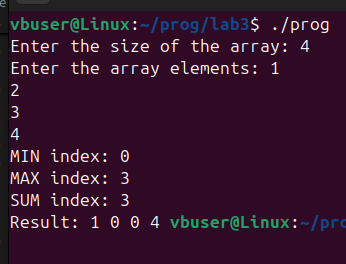 vbuser@Linux:~/prog/lab3$ ./prog
Enter the size of the array: 4
Enter the array elements: 1
2
3
4
MIN index: 0
MAX index: 3
SUM index: 3
Result: 1 0 0 4 vbuser@Linux:~/pro